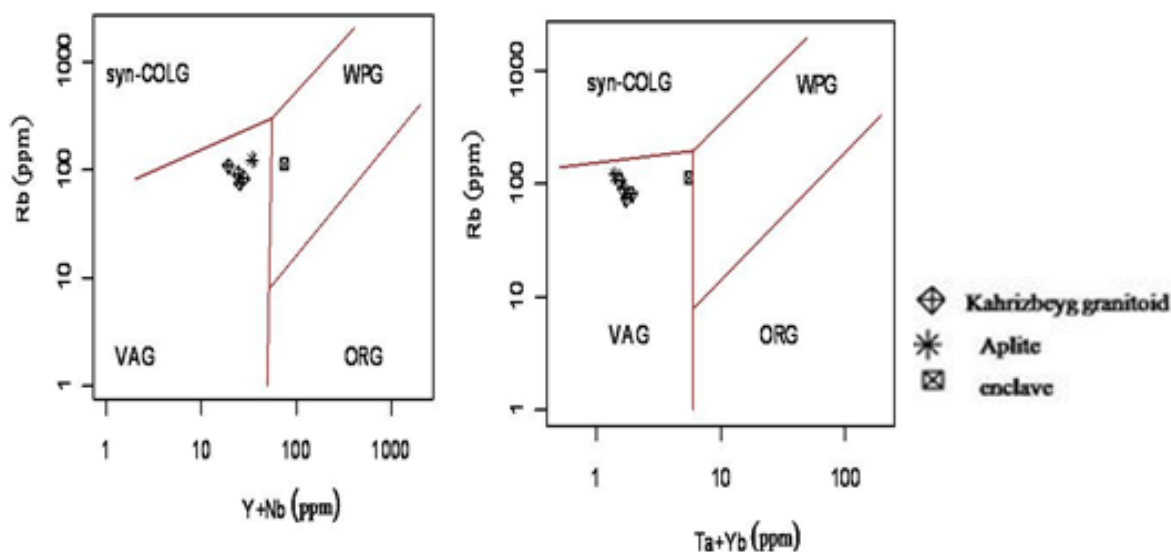 syn-COLG
WPG
VAG
ORG
Rb (ppm)
1000
100
10
1
1
10
100
1000
Y+Nb (ppm)
syn-COLG
WPG
VAG
ORG
Rb (ppm)
1000
100
10
1
1
10
100
Ta+Yb (ppm)
Kahrizbeyg granitoid
Aplite
enclave